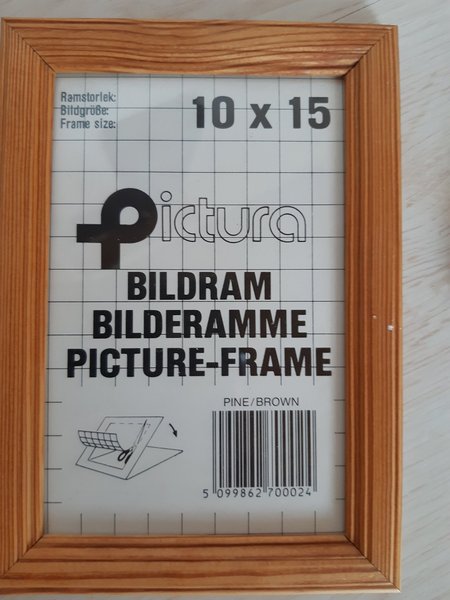 Ramstorlek:
Bildgröße:
Frame size:
10 x 15
Pictura
BILDRAM
BILDERAMME
PICTURE-FRAME
PINE/BROWN
5 099862 700024